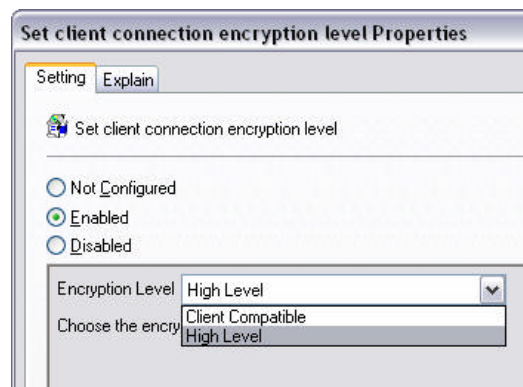 Set client connection encryption level Properties
Setting Explain
Set client connection encryption level
Not Configured
Enabled
Disabled
Encryption Level High Level
Client Compatible
Choose the encry
High Level